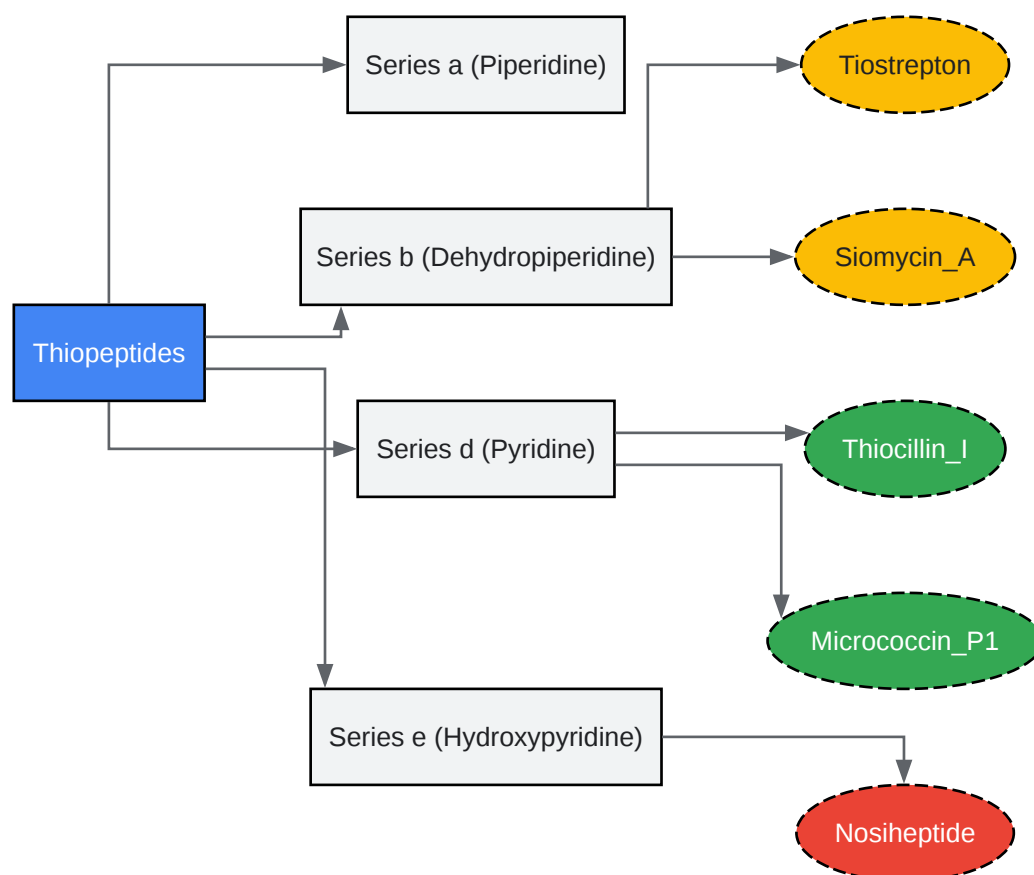 Series a (Piperidine)
Tiostrepton
Series b (Dehydropiperidine)
Siomycin_A
Thiopeptides
Series d (Pyridine)
Thiocillin_I
Micrococcin_P1
Series e (Hydroxypyridine)
Nosiheptide